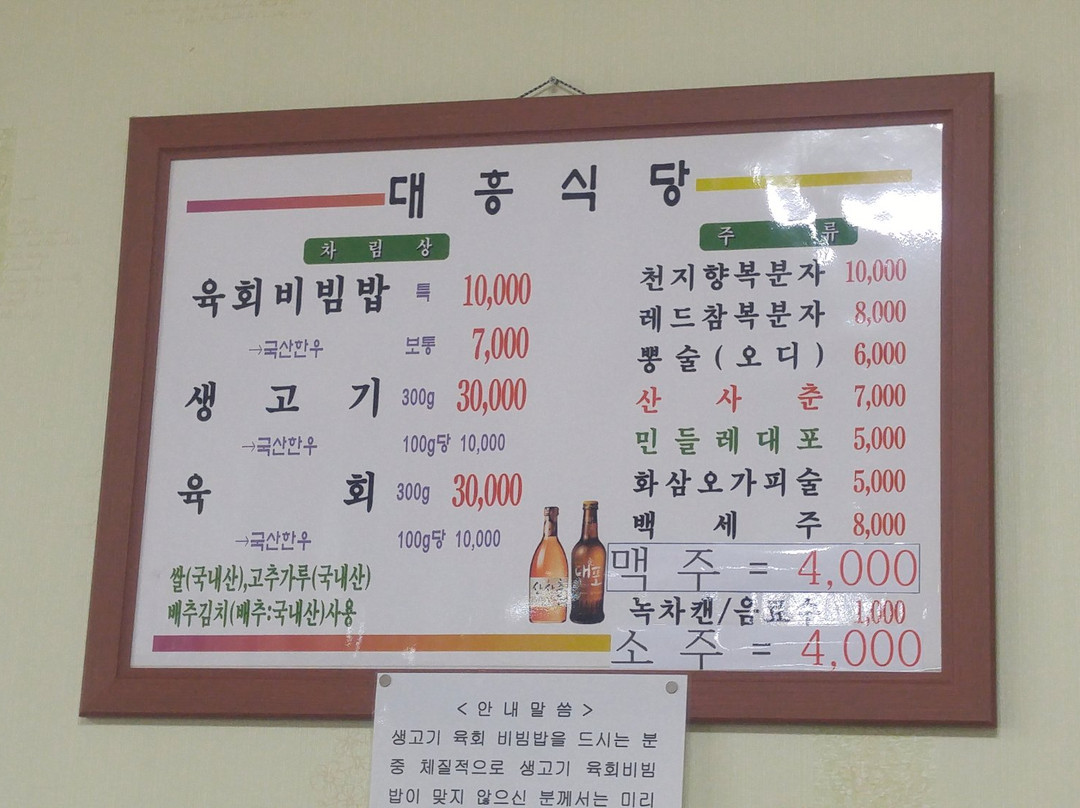 대흥식당
차림상
육회비빔밥 특 10,000
→국산한우 보통 7,000
생고기 300g 30,000
→국산한우 100g당 10,000
육회 300g 30,000
→국산한우 100g당 10,000
쌀(국내산),고추가루(국내산)
배추김치(배추:국내산)사용
주류
천지향복분자 10,000
레드참복분자 8,000
뽕술(오디) 6,000
산사춘 7,000
민들레대포 5,000
화삼오가피술 5,000
백세주 8,000
맥주 = 4,000
녹차캔/음료수 1,000
소주 = 4,000
산사춘
대포
<안내말씀>
생고기 육회 비빔밥을 드시는 분
중 체질적으로 생고기 육회비빔
밥이 맞지 않으신 분께서는 미리